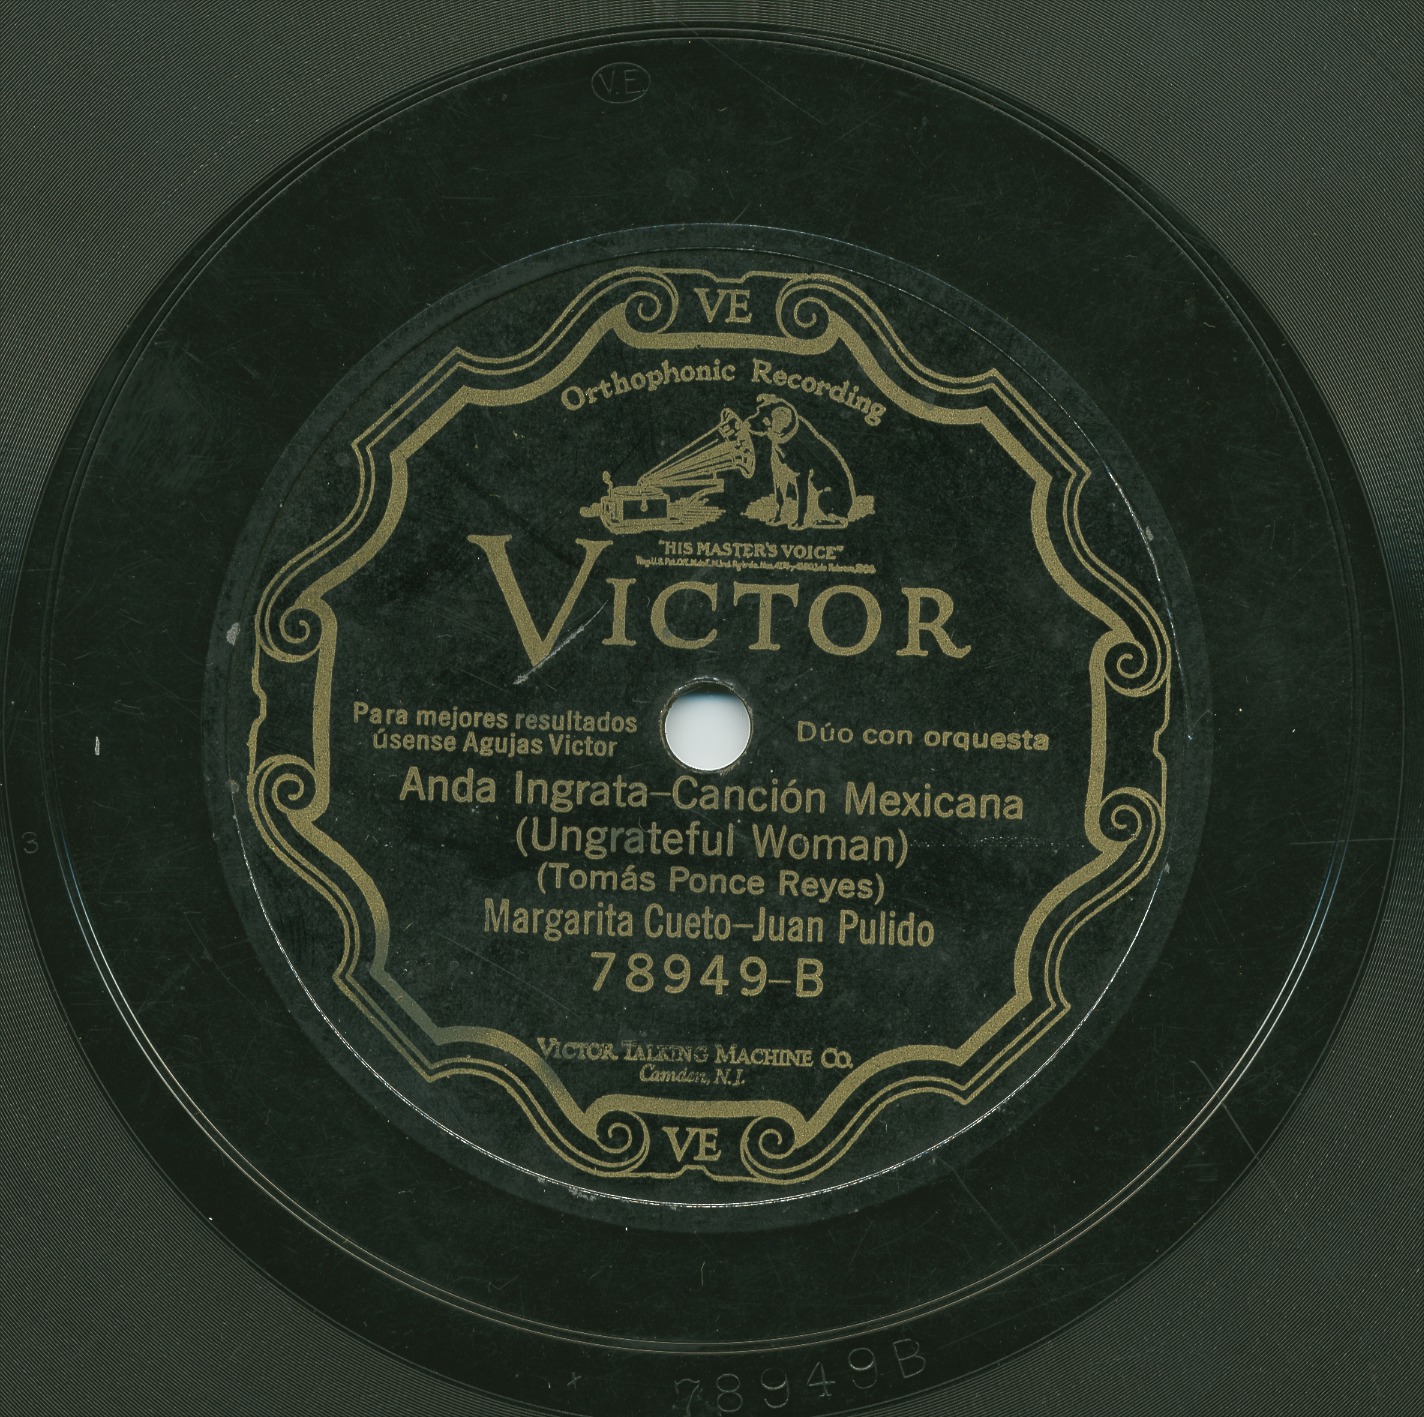 V.E.
VE
Orthophonic Recording
"HIS MASTER'S VOICE"
VICTOR
Para mejores resultados
úsense Agujas Victor
Dúo con orquesta
Anda Ingrata–Canción Mexicana
(Ungrateful Woman)
(Tomás Ponce Reyes)
Margarita Cueto–Juan Pulido
78949-B
VICTOR TALKING MACHINE CO.
Camden, N.J.
VE
3
78949B